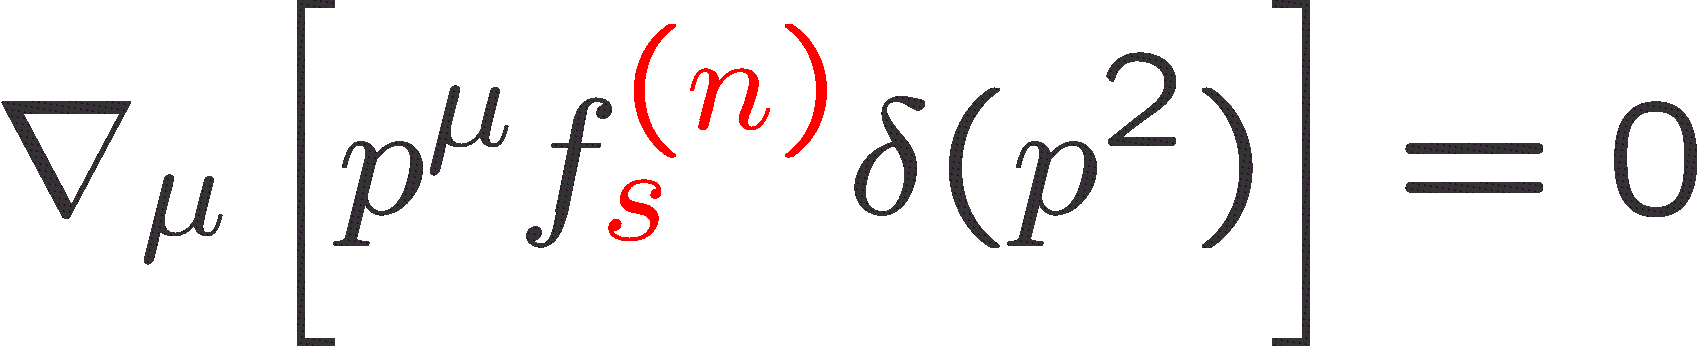 ∇_μ [p^μ f_s^{(n)} δ(p^2)] = 0